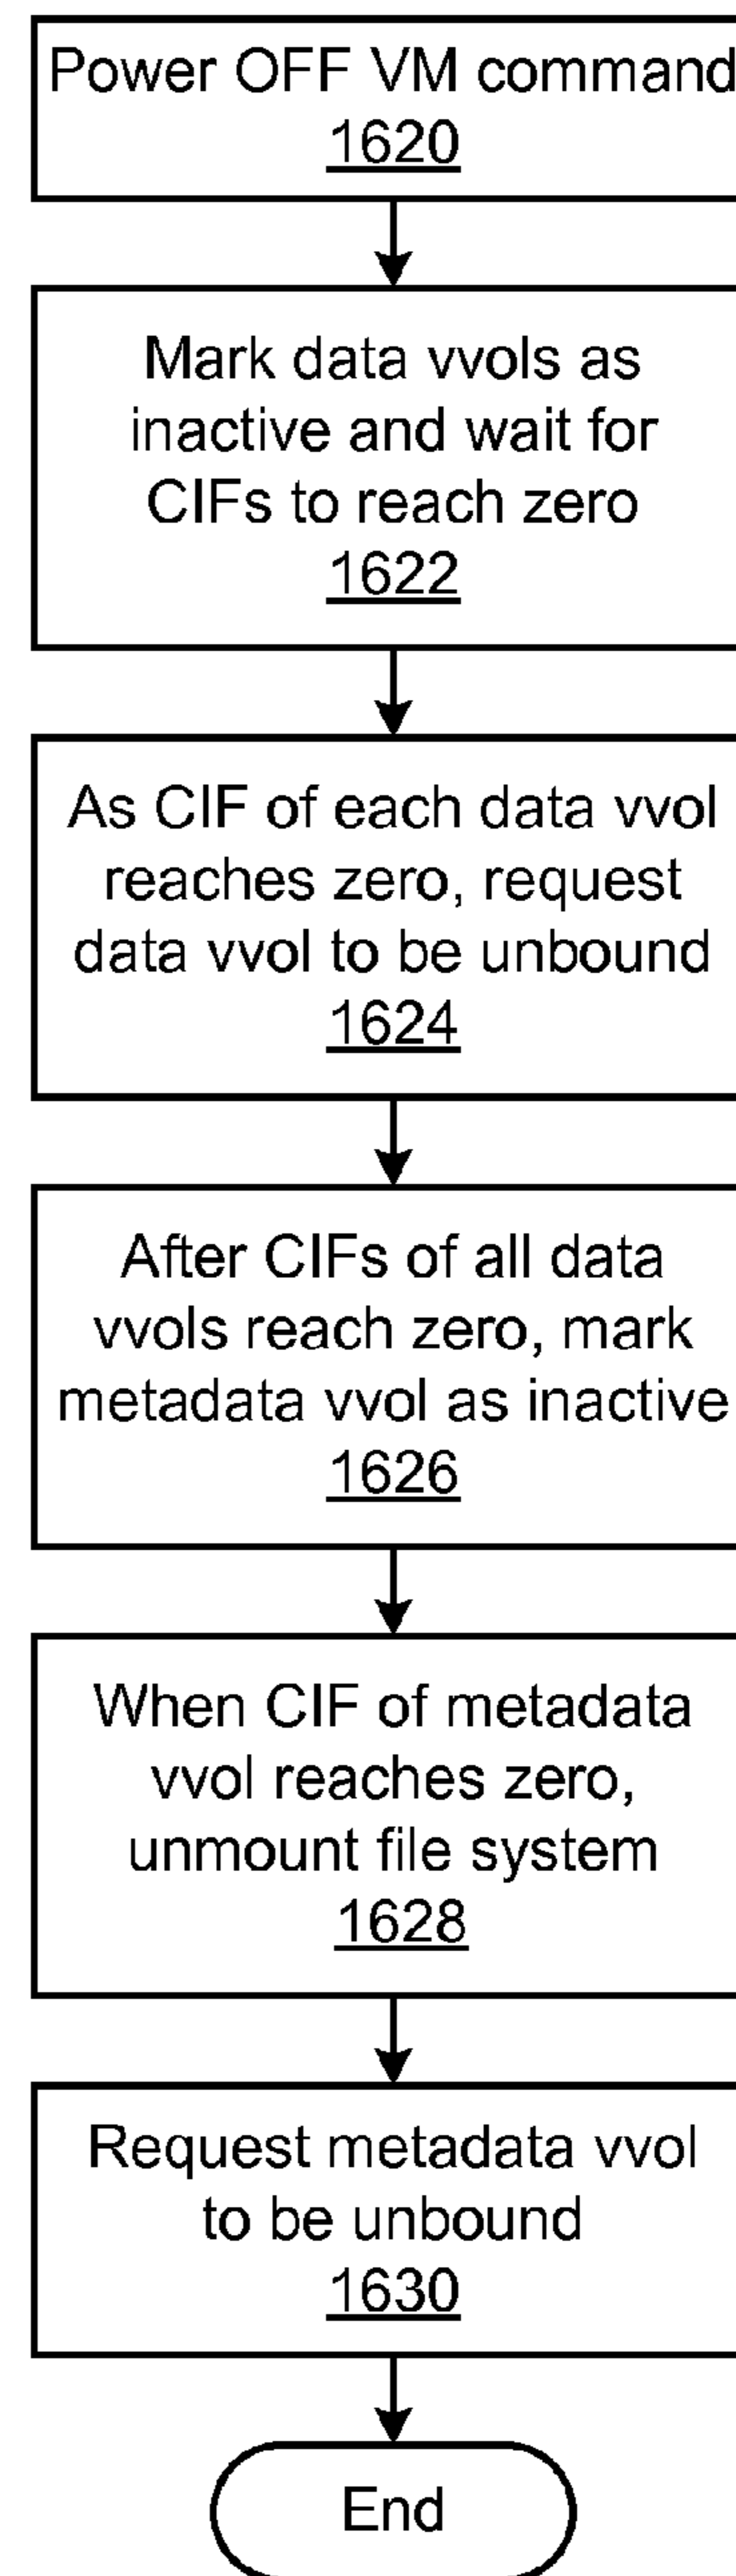 Power OFF VM command
1620
Mark data vvols as
inactive and wait for
CIFs to reach zero
1622
As CIF of each data vvol
reaches zero, request
data vvol to be unbound
1624
After CIFs of all data
vvols reach zero, mark
metadata vvol as inactive
1626
When CIF of metadata
vvol reaches zero,
unmount file system
1628
Request metadata vvol
to be unbound
1630
End